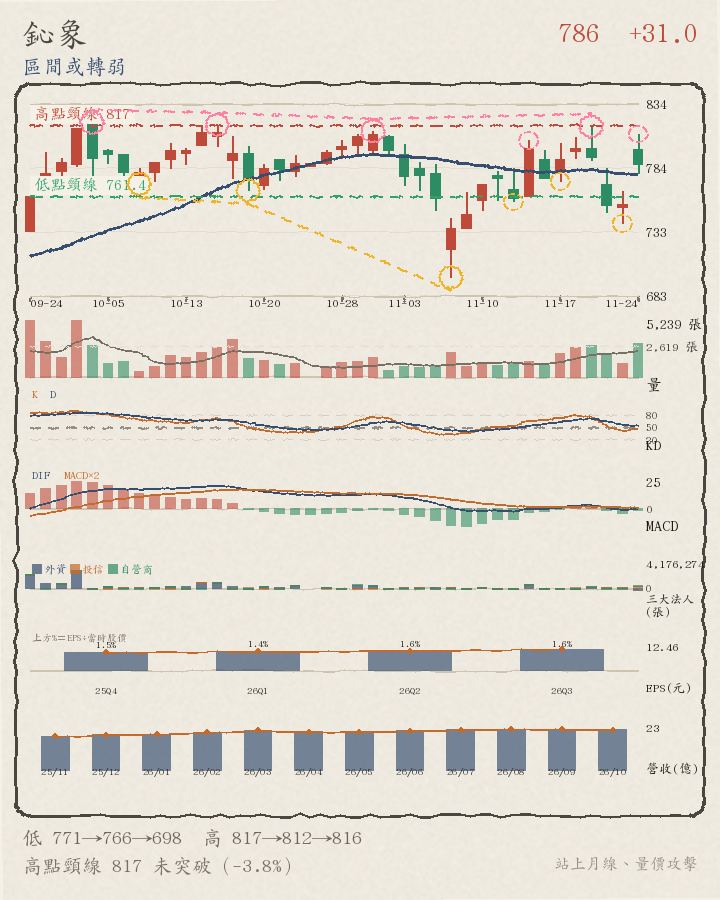 鈊象
786 +31.0
區間或轉弱
高點頸線 817
低點頸線 761.4
834
784
733
683
09-24 10-05 10-13 10-20 10-28 11-03 11-10 11-17 11-24
5,239 張
2,619 張
量
K D
80
50
20
KD
DIF MACD×2
2.5
0
MACD
外資 投信 自營商
4,176,274
0
三大法人
(張)
上方%=EPS÷當時股價
1.5% 1.4% 1.6% 1.6%
12.46
25Q4 26Q1 26Q2 26Q3
EPS(元)
23
25/11 25/12 26/01 26/02 26/03 26/04 26/05 26/06 26/07 26/08 26/09 26/10
營收(億)
低 771→766→698 高 817→812→816
高點頸線 817 未突破 (-3.8%)
站上月線、量價攻擊